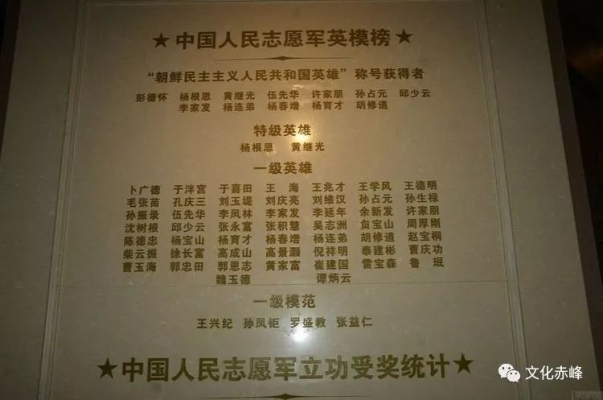 ★中国人民志愿军英模榜★
“朝鲜民主主义人民共和国英雄”称号获得者
彭德怀 杨根思 黄继光 伍先华 许家朋 孙占元 邱少云
李家发 杨连弟 杨春增 杨育才 胡修道
特级英雄
杨根思 黄继光
一级英雄
卜广德 于泮宫 于喜田 王海 王兆才 王学风 王德明
毛张苗 孔庆三 刘玉堤 刘庆亮 刘维汉 孙占元 孙生禄
孙振录 伍先华 李凤林 李家发 李延年 余新发 许家朋
沈树根 邱少云 张永富 张积慧 吴志洲 负宝山 周厚刚
陈德忠 杨宝山 杨育才 杨春增 杨连弟 胡修道 赵宝桐
柴云振 徐长富 高成山 高景灏 倪祥明 秦建彬 曹庆功
曹玉海 郭忠田 郭恩志 黄家富 崔建国 雷宝森 鲁珉
魏玉德 谭炳云
一级模范
王兴纪 孙凤钜 罗盛教 张益仁
★中国人民志愿军立功受奖统计★
文化赤峰